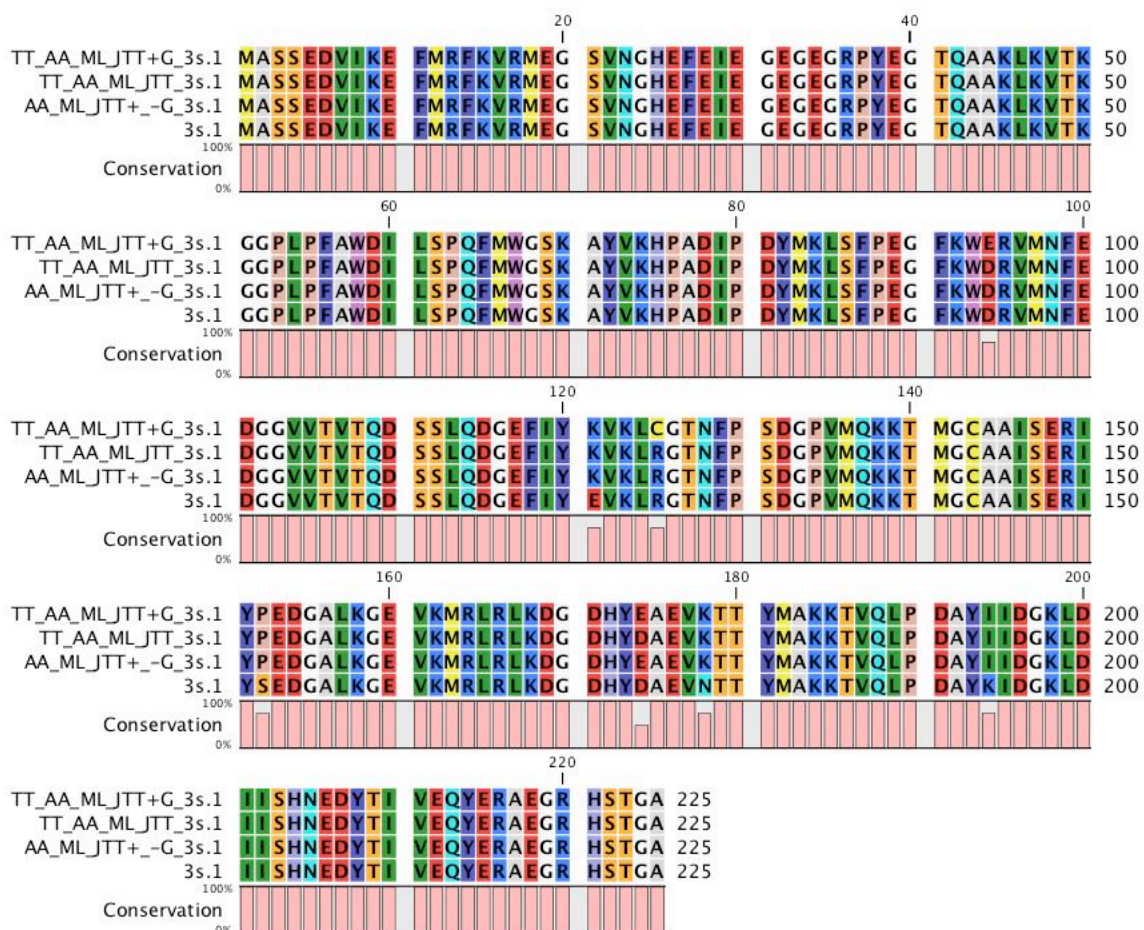 20 40
TT_AA_ML_JTT+G_3s.1 MASSEDVIKE FMRFKVRMEG SVNGHEFEIE GEGEGRPYEG TQAAKLKVTK 50
TT_AA_ML_JTT_3s.1 MASSEDVIKE FMRFKVRMEG SVNGHEFEIE GEGEGRPYEG TQAAKLKVTK 50
AA_ML_JTT+_-G_3s.1 MASSEDVIKE FMRFKVRMEG SVNGHEFEIE GEGEGRPYEG TQAAKLKVTK 50
3s.1 MASSEDVIKE FMRFKVRMEG SVNGHEFEIE GEGEGRPYEG TQAAKLKVTK 50
100%
Conservation
0%
60 80 100
TT_AA_ML_JTT+G_3s.1 GGPLPFAWDI LSPQFMWGSK AYVKHPADIP DYMKLSFPEG FKWERVMNFE 100
TT_AA_ML_JTT_3s.1 GGPLPFAWDI LSPQFMWGSK AYVKHPADIP DYMKLSFPEG FKWDRVMNFE 100
AA_ML_JTT+_-G_3s.1 GGPLPFAWDI LSPQFMWGSK AYVKHPADIP DYMKLSFPEG FKWDRVMNFE 100
3s.1 GGPLPFAWDI LSPQFMWGSK AYVKHPADIP DYMKLSFPEG FKWDRVMNFE 100
100%
Conservation
0%
120 140
TT_AA_ML_JTT+G_3s.1 DGGVVTVTQD SSLQDGEFIY KVKLCGTNFP SDGPVMQKKT MGCAAISERI 150
TT_AA_ML_JTT_3s.1 DGGVVTVTQD SSLQDGEFIY KVKLRGTNFP SDGPVMQKKT MGCAAISERI 150
AA_ML_JTT+_-G_3s.1 DGGVVTVTQD SSLQDGEFIY KVKLRGTNFP SDGPVMQKKT MGCAAISERI 150
3s.1 DGGVVTVTQD SSLQDGEFIY EVKLRGTNFP SDGPVMQKKT MGCAAISERI 150
100%
Conservation
0%
160 180 200
TT_AA_ML_JTT+G_3s.1 YPEDGALKGE VKMRLRLKDG DHYEAEVKTT YMAKKTVQLP DAYIIDGKLD 200
TT_AA_ML_JTT_3s.1 YPEDGALKGE VKMRLRLKDG DHYDAEVKTT YMAKKTVQLP DAYIIDGKLD 200
AA_ML_JTT+_-G_3s.1 YPEDGALKGE VKMRLRLKDG DHYEAEVKTT YMAKKTVQLP DAYIIDGKLD 200
3s.1 YSEDGALKGE VKMRLRLKDG DHYDAEVNTT YMAKKTVQLP DAYKIDGKLD 200
100%
Conservation
0%
220
TT_AA_ML_JTT+G_3s.1 IISHNEDYTI VEQYERAEGR HSTGA 225
TT_AA_ML_JTT_3s.1 IISHNEDYTI VEQYERAEGR HSTGA 225
AA_ML_JTT+_-G_3s.1 IISHNEDYTI VEQYERAEGR HSTGA 225
3s.1 IISHNEDYTI VEQYERAEGR HSTGA 225
100%
Conservation
0%